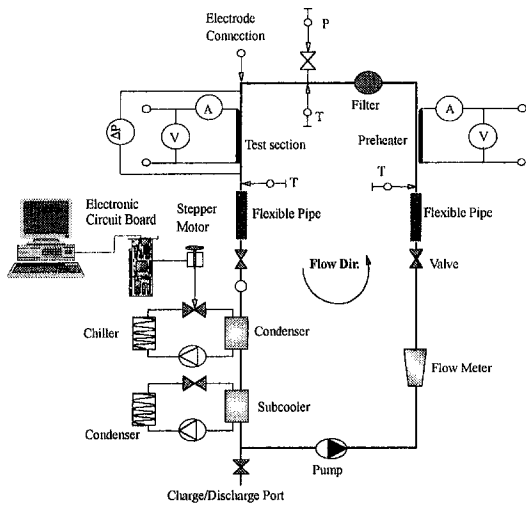 Electrode
Connection
P
A
V
ΔP
Test section
T
Filter
A
V
Preheater
T
T
Electronic
Circuit Board
Stepper
Motor
Flexible Pipe
Flexible Pipe
Flow Dir.
Valve
Chiller
Condenser
Flow Meter
Condenser
Subcooler
Pump
Charge/Discharge Port